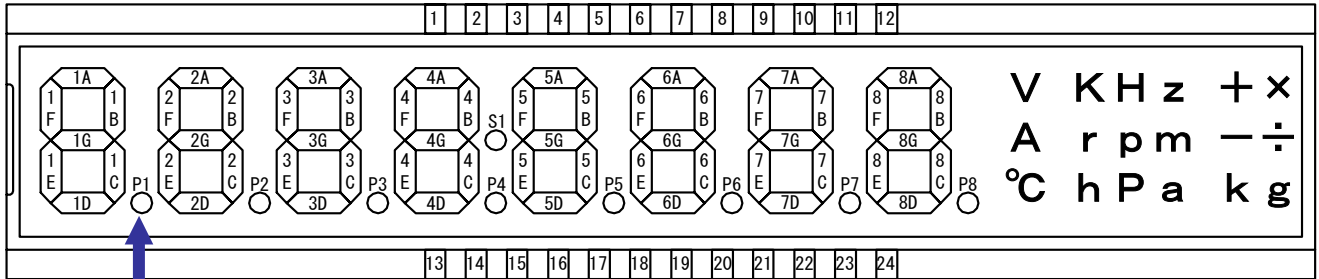 1 2 3 4 5 6 7 8 9 10 11 12
1A 2A 3A 4A 5A 6A 7A 8A V K H z + ×
1F 1B 2F 2B 3F 3B 4F 4B 5F 5B 6F 6B 7F 7B 8F 8B
S1
1G 2G 3G 4G 5G 6G 7G 8G A r p m − ÷
1E 1C 2E 2C 3E 3C 4E 4C 5E 5C 6E 6C 7E 7C 8E 8C
P1 P2 P3 P4 P5 P6 P7 P8 ℃ h P a k g
1D 2D 3D 4D 5D 6D 7D 8D
13 14 15 16 17 18 19 20 21 22 23 24